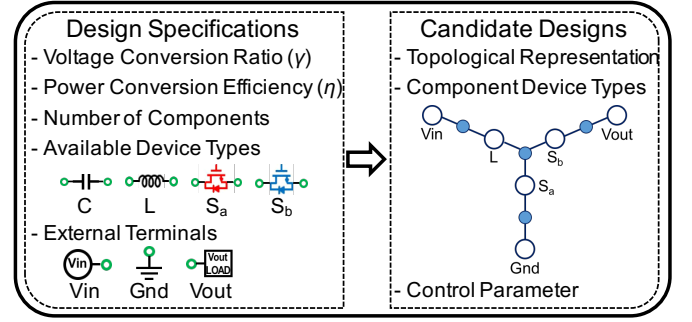 Design Specifications
- Voltage Conversion Ratio (γ)
- Power Conversion Efficiency (η)
- Number of Components
- Available Device Types
C L Sa Sb
- External Terminals
Vin Vout LOAD
Vin Gnd Vout
Candidate Designs
- Topological Representation
- Component Device Types
Vin L Sb Vout
Sa
Gnd
- Control Parameter